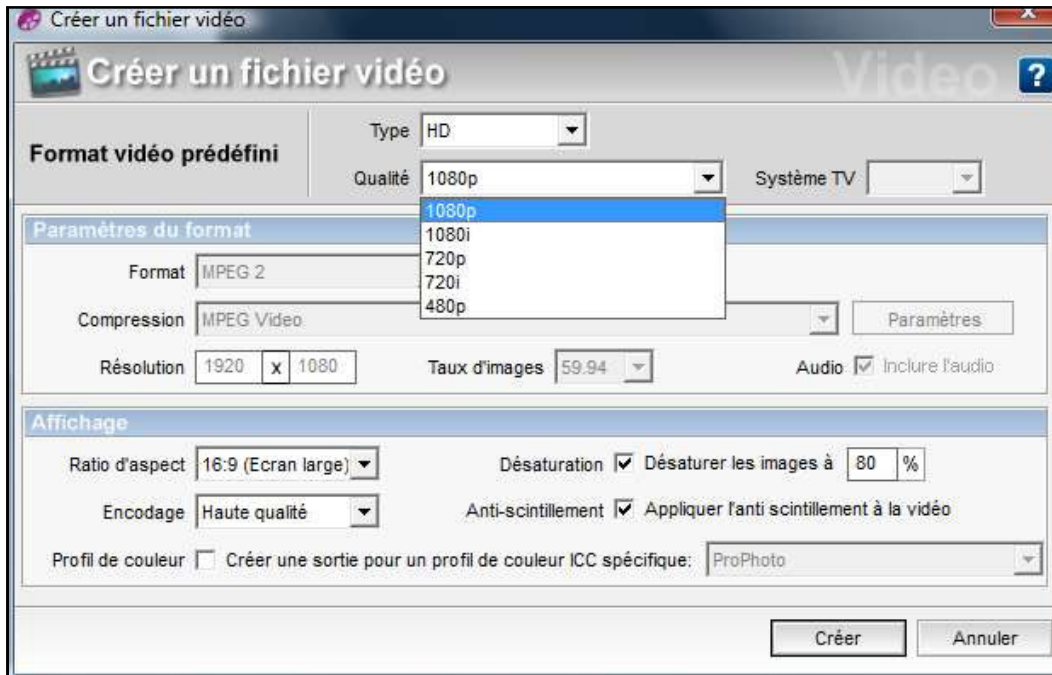 Créer un fichier vidéo
Créer un fichier vidéo
Video ?
Format vidéo prédéfini
Type HD
Qualité 1080p Système TV
1080p
1080i
720p
720i
480p
Paramètres du format
Format MPEG 2
Compression MPEG Video Paramètres
Résolution 1920 x 1080 Taux d'images 59.94 Audio Inclure l'audio
Affichage
Ratio d'aspect 16:9 (Ecran large) Désaturation Désaturer les images à 80 %
Encodage Haute qualité Anti-scintillement Appliquer l'anti scintillement à la vidéo
Profil de couleur Créer une sortie pour un profil de couleur ICC spécifique: ProPhoto
Créer Annuler